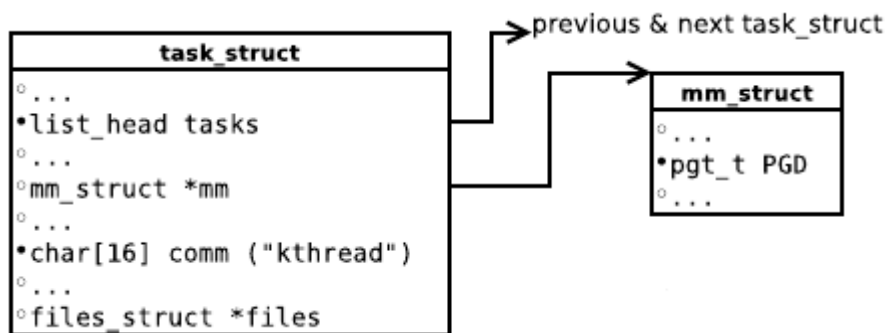 previous & next task_struct
task_struct
...
list_head tasks
...
mm_struct *mm
...
char[16] comm ("kthread")
...
files_struct *files
mm_struct
...
pgt_t PGD
...